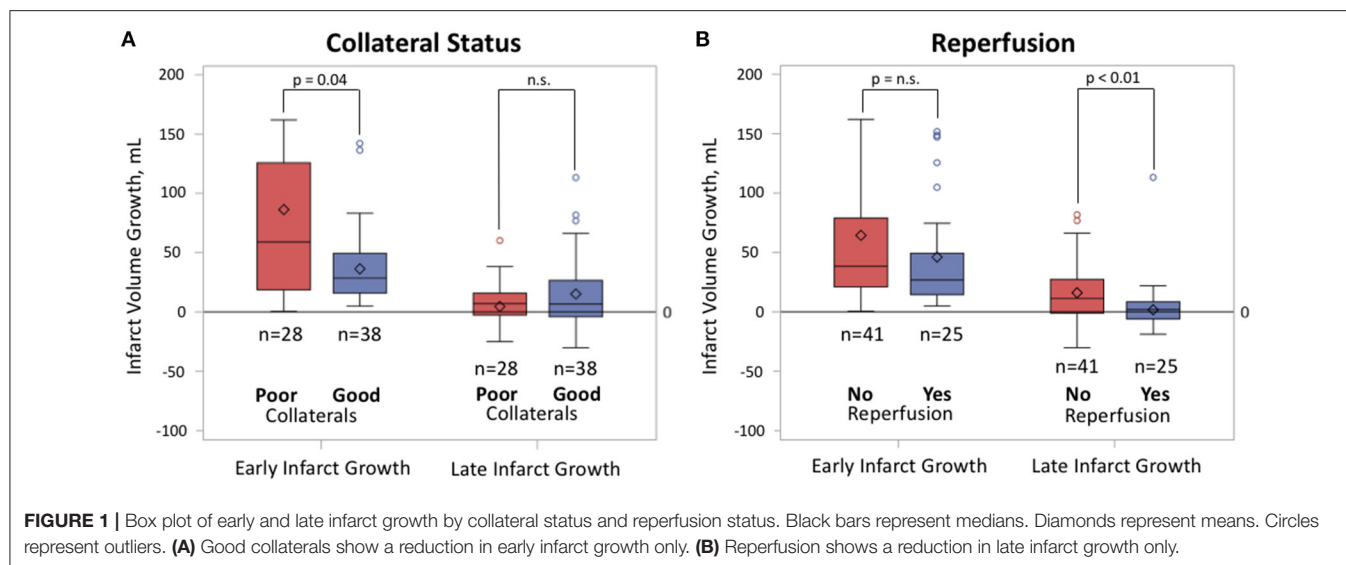 A
Collateral Status
200
150
100
50
0
-50
-100
Infarct Volume Growth, mL
p = 0.04
n.s.
0
n=28
n=38
n=28
n=38
Poor Good
Collaterals
Poor Good
Collaterals
Early Infarct Growth
Late Infarct Growth
B
Reperfusion
200
150
100
50
0
-50
-100
Infarct Volume Growth, mL
p = n.s.
p < 0.01
0
n=41
n=25
n=41
n=25
No Yes
Reperfusion
No Yes
Reperfusion
Early Infarct Growth
Late Infarct Growth
FIGURE 1 | Box plot of early and late infarct growth by collateral status and reperfusion status. Black bars represent medians. Diamonds represent means. Circles
represent outliers. (A) Good collaterals show a reduction in early infarct growth only. (B) Reperfusion shows a reduction in late infarct growth only.